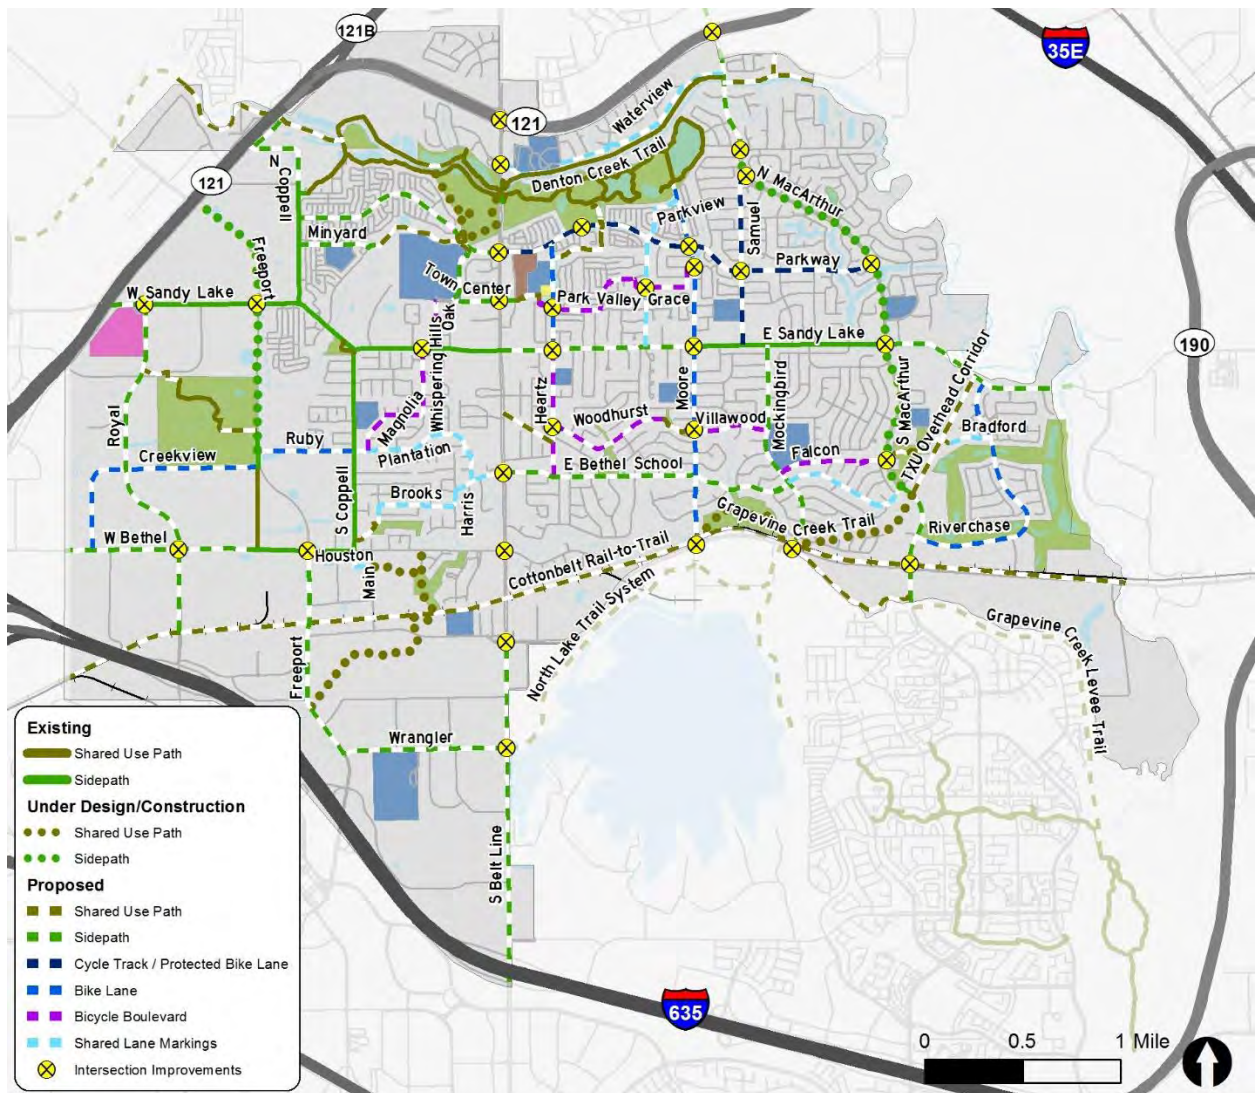 121B
35E
121
Waterview
Denton Creek Trail
N Coppell
121
N MacArthur
Parkview
Samuel
190
Minyard
Freeport
Parkway
Town Center
W Sandy Lake
Oak
Park Valley
Grace
E Sandy Lake
Whispering Hills
Magnolia
Heartz
Moore
Mockingbird
S MacArthur
TXU Overhead Corridor
Woodhurst
Villawood
Bradford
Royal
Ruby
Creekview
Plantation
E Bethel School
Falcon
S Coppell
Brooks
Harris
Grapevine Creek Trail
Riverchase
W Bethel
Houston
Main
Cottonbelt Rail-to-Trail
North Lake Trail System
Grapevine Creek Levee Trail
Freeport
Wrangler
S Belt Line
Existing
Shared Use Path
Sidepath
Under Design/Construction
Shared Use Path
Sidepath
Proposed
Shared Use Path
Sidepath
Cycle Track / Protected Bike Lane
Bike Lane
Bicycle Boulevard
Shared Lane Markings
Intersection Improvements
635
0 0.5 1 Mile